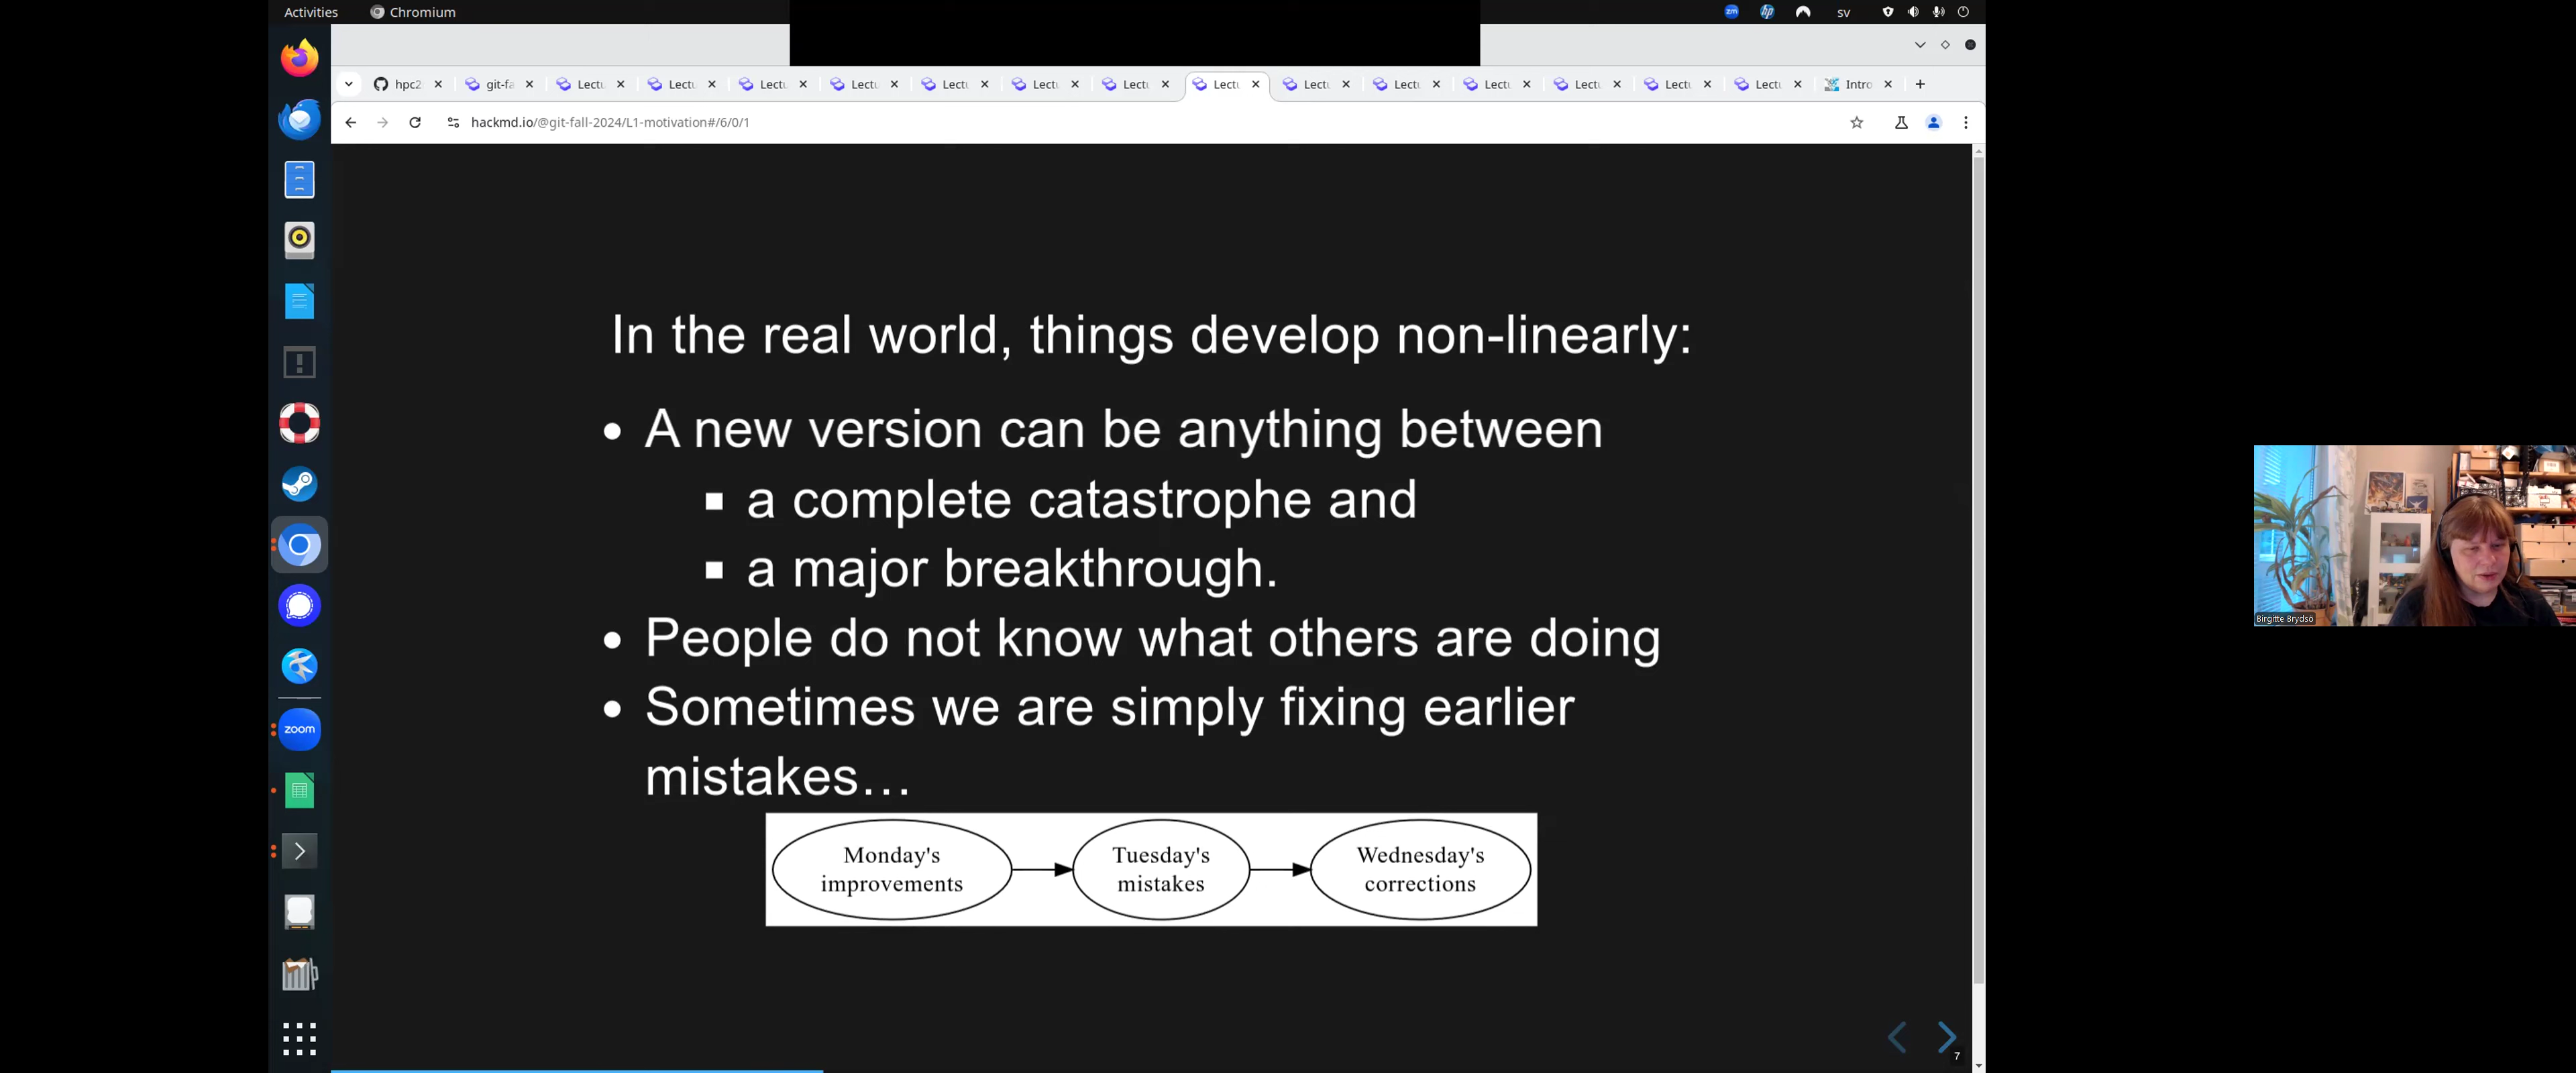 Activities
Chromium
zm
hp
sv
hpc2
git-fa
Lectu
Lectu
Lectu
Lectu
Lectu
Lectu
Lectu
Lectu
Lectu
Lectu
Lectu
Lectu
Lectu
Lectu
Intro
hackmd.io/@git-fall-2024/L1-motivation#/6/0/1
In the real world, things develop non-linearly:
• A new version can be anything between
▪ a complete catastrophe and
▪ a major breakthrough.
• People do not know what others are doing
• Sometimes we are simply fixing earlier
mistakes…
Monday's
improvements
Tuesday's
mistakes
Wednesday's
corrections
zoom
7
Birgitte Brydsö